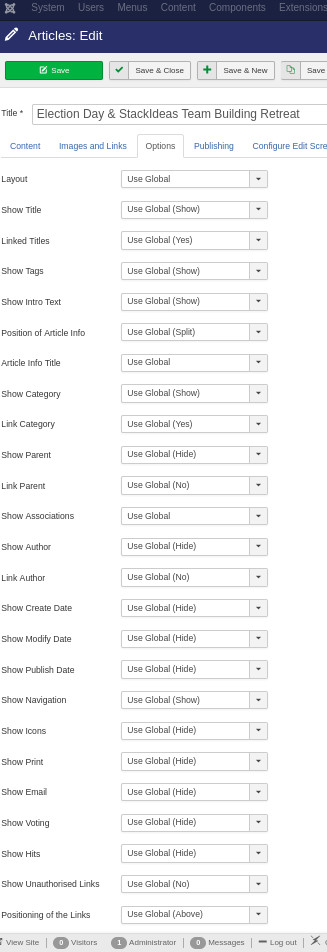 System Users Menus Content Components Extensions
Articles: Edit
Save Save & Close Save & New Save
Title * Election Day & StackIdeas Team Building Retreat
Content Images and Links Options Publishing Configure Edit Scre
Layout Use Global
Show Title Use Global (Show)
Linked Titles Use Global (Yes)
Show Tags Use Global (Show)
Show Intro Text Use Global (Show)
Position of Article Info Use Global (Split)
Article Info Title Use Global
Show Category Use Global (Show)
Link Category Use Global (Yes)
Show Parent Use Global (Hide)
Link Parent Use Global (No)
Show Associations Use Global
Show Author Use Global (Hide)
Link Author Use Global (No)
Show Create Date Use Global (Hide)
Show Modify Date Use Global (Hide)
Show Publish Date Use Global (Hide)
Show Navigation Use Global (Show)
Show Icons Use Global (Hide)
Show Print Use Global (Hide)
Show Email Use Global (Hide)
Show Voting Use Global (Hide)
Show Hits Use Global (Hide)
Show Unauthorised Links Use Global (No)
Positioning of the Links Use Global (Above)
View Site 0 Visitors 1 Administrator 0 Messages Log out